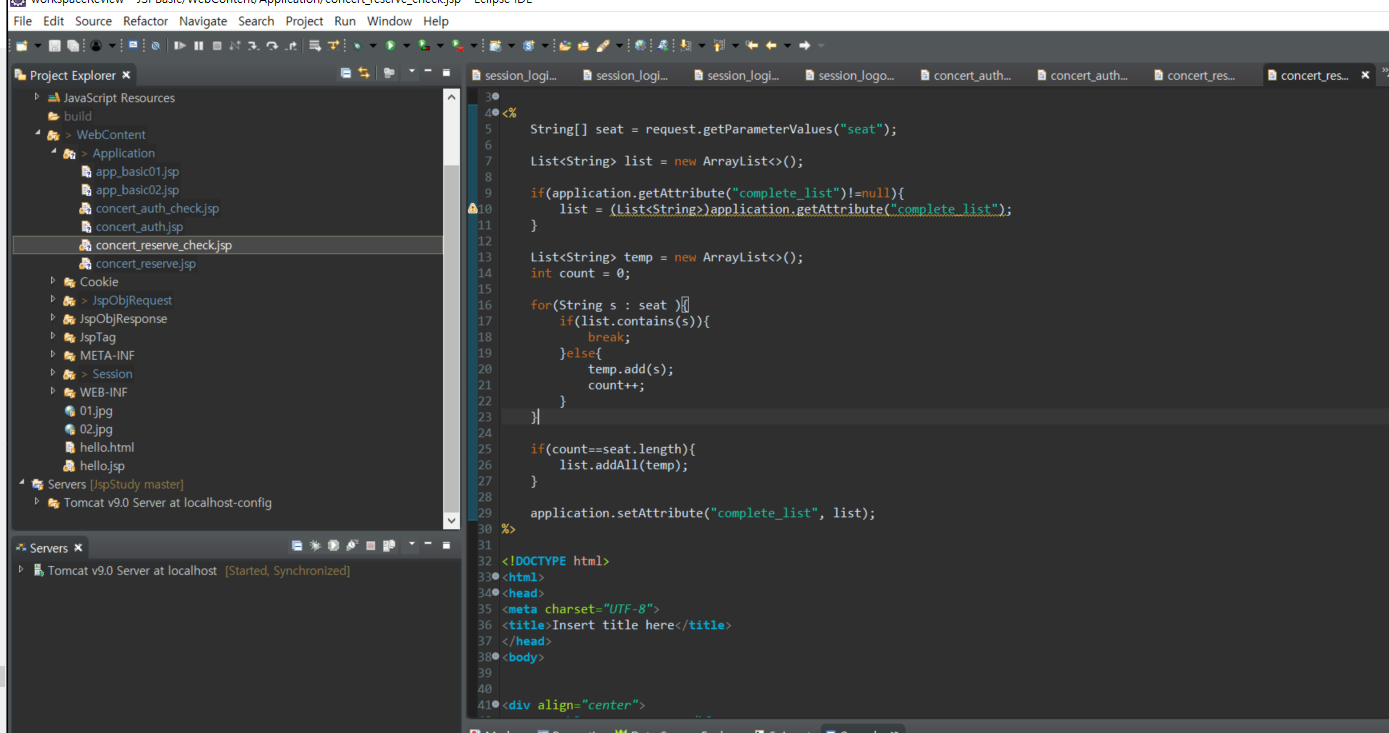 workspaceReview - JSPBasic/WebContent/Application/concert_reserve_check.jsp - Eclipse IDE
File Edit Source Refactor Navigate Search Project Run Window Help
Project Explorer
session_logi... session_logi... session_logi... session_logo... concert_auth... concert_auth... concert_res... concert_res...
JavaScript Resources
build
> WebContent
> Application
app_basic01.jsp
app_basic02.jsp
concert_auth_check.jsp
concert_auth.jsp
concert_reserve_check.jsp
concert_reserve.jsp
Cookie
> JspObjRequest
JspObjResponse
JspTag
META-INF
> Session
WEB-INF
01.jpg
02.jpg
hello.html
hello.jsp
Servers [JspStudy master]
Tomcat v9.0 Server at localhost-config
Servers
Tomcat v9.0 Server at localhost [Started, Synchronized]
3
4 <%
5 String[] seat = request.getParameterValues("seat");
6
7 List<String> list = new ArrayList<>();
8
9 if(application.getAttribute("complete_list")!=null){
10 list = (List<String>)application.getAttribute("complete_list");
11 }
12
13 List<String> temp = new ArrayList<>();
14 int count = 0;
15
16 for(String s : seat ){
17 if(list.contains(s)){
18 break;
19 }else{
20 temp.add(s);
21 count++;
22 }
23 }
24
25 if(count==seat.length){
26 list.addAll(temp);
27 }
28
29 application.setAttribute("complete_list", list);
30 %>
31
32 <!DOCTYPE html>
33 <html>
34 <head>
35 <meta charset="UTF-8">
36 <title>Insert title here</title>
37 </head>
38 <body>
39
40
41 <div align="center">